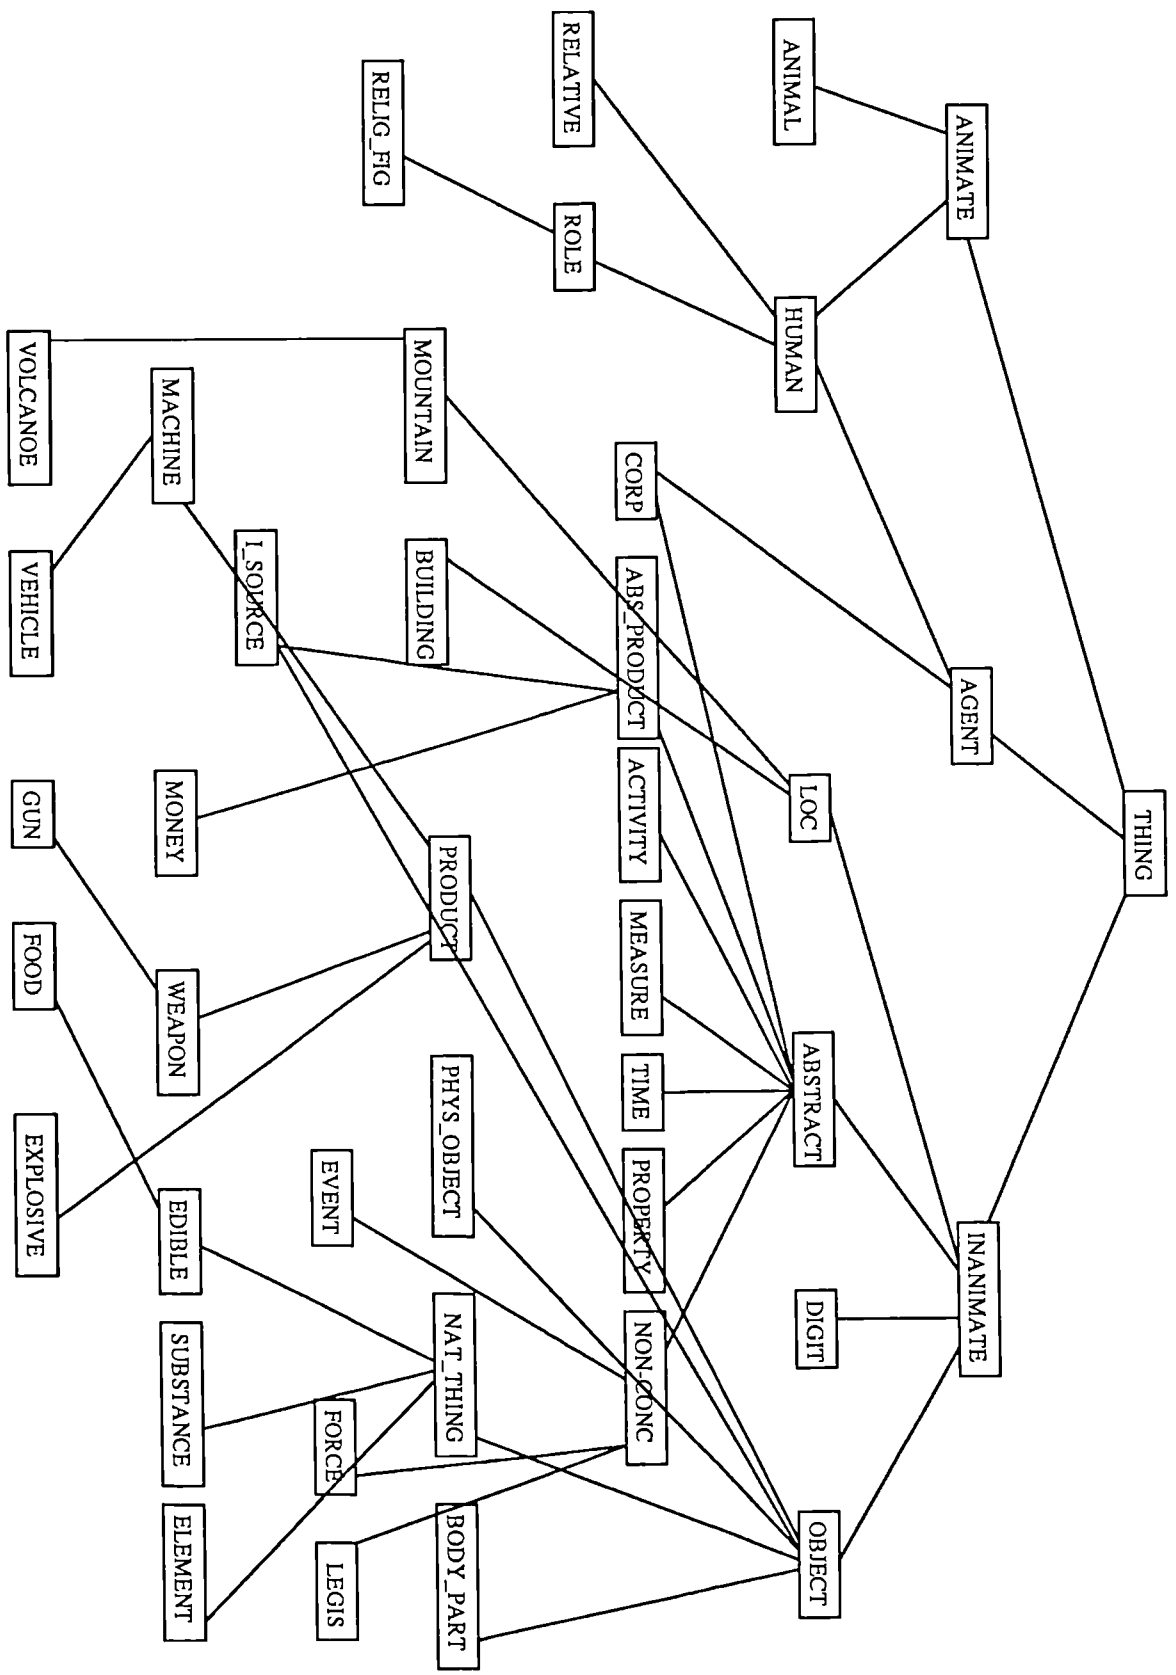 THING
ANIMATE
AGENT
INANIMATE
ANIMAL
HUMAN
LOC
ABSTRACT
DIGIT
OBJECT
RELATIVE
ROLE
CORP
ABS_PRODUCT
ACTIVITY
MEASURE
TIME
PROPERTY
NON-CONC
RELIG_FIG
MOUNTAIN
BUILDING
PRODUCT
PHYS_OBJECT
NAT_THING
BODY_PART
EVENT
FORCE
LEGIS
I_SOURCE
MACHINE
MONEY
WEAPON
EDIBLE
SUBSTANCE
ELEMENT
VOLCANOE
VEHICLE
GUN
FOOD
EXPLOSIVE